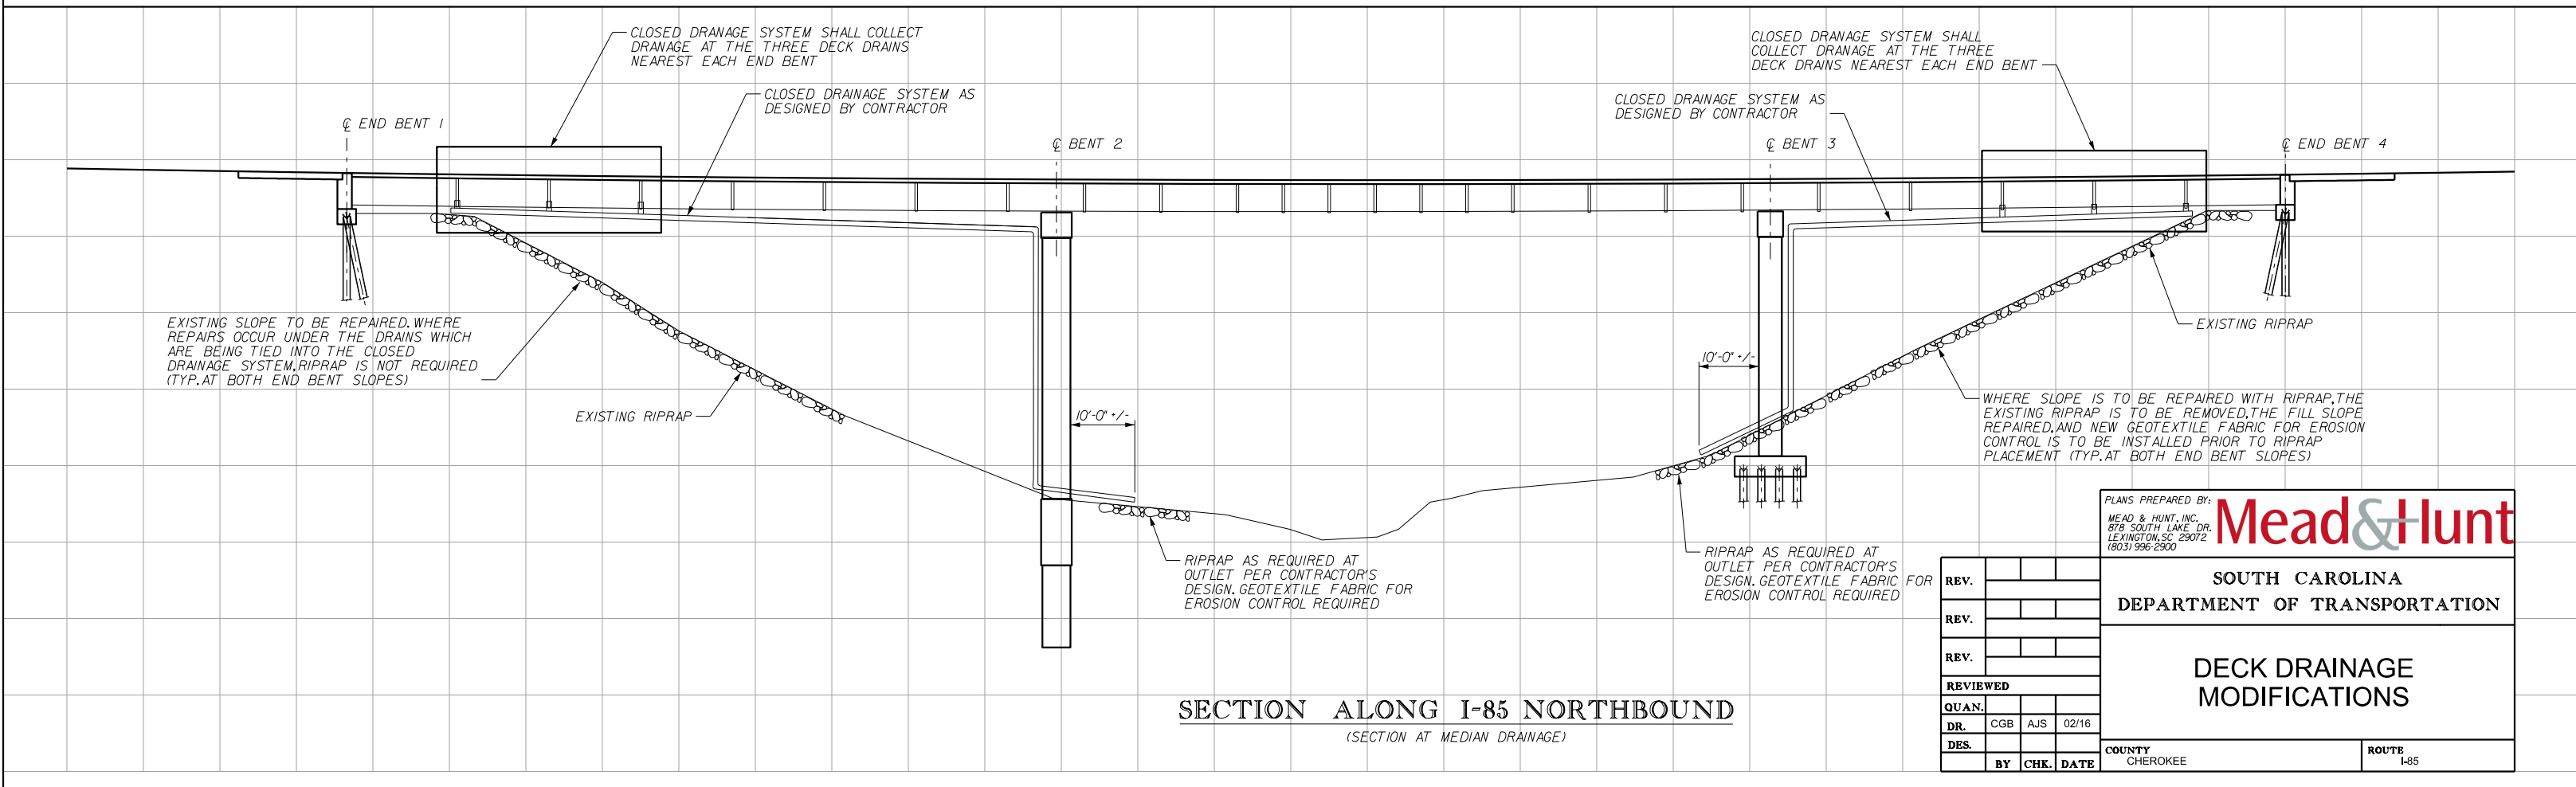 CLOSED DRANAGE SYSTEM SHALL COLLECT
DRANAGE AT THE THREE DECK DRAINS
NEAREST EACH END BENT
CLOSED DRAINAGE SYSTEM AS
DESIGNED BY CONTRACTOR
℄ END BENT 1
℄ BENT 2
CLOSED DRANAGE SYSTEM SHALL
COLLECT DRANAGE AT THE THREE
DECK DRAINS NEAREST EACH END BENT
CLOSED DRAINAGE SYSTEM AS
DESIGNED BY CONTRACTOR
℄ BENT 3
℄ END BENT 4
EXISTING SLOPE TO BE REPAIRED. WHERE
REPAIRS OCCUR UNDER THE DRAINS WHICH
ARE BEING TIED INTO THE CLOSED
DRAINAGE SYSTEM, RIPRAP IS NOT REQUIRED
(TYP. AT BOTH END BENT SLOPES)
EXISTING RIPRAP
10'-0" +/-
10'-0" +/-
EXISTING RIPRAP
WHERE SLOPE IS TO BE REPAIRED WITH RIPRAP, THE
EXISTING RIPRAP IS TO BE REMOVED, THE FILL SLOPE
REPAIRED, AND NEW GEOTEXTILE FABRIC FOR EROSION
CONTROL IS TO BE INSTALLED PRIOR TO RIPRAP
PLACEMENT (TYP. AT BOTH END BENT SLOPES)
RIPRAP AS REQUIRED AT
OUTLET PER CONTRACTOR'S
DESIGN. GEOTEXTILE FABRIC FOR
EROSION CONTROL REQUIRED
RIPRAP AS REQUIRED AT
OUTLET PER CONTRACTOR'S
DESIGN. GEOTEXTILE FABRIC FOR
EROSION CONTROL REQUIRED
SECTION ALONG I-85 NORTHBOUND
(SECTION AT MEDIAN DRAINAGE)
PLANS PREPARED BY:
MEAD & HUNT, INC.
878 SOUTH LAKE DR.
LEXINGTON, SC 29072
(803) 996-2900
Mead&Hunt
SOUTH CAROLINA
DEPARTMENT OF TRANSPORTATION
DECK DRAINAGE
MODIFICATIONS
REV.
REV.
REV.
REVIEWED
QUAN.
DR. CGB AJS 02/16
DES.
BY CHK. DATE
COUNTY
CHEROKEE
ROUTE
I-85